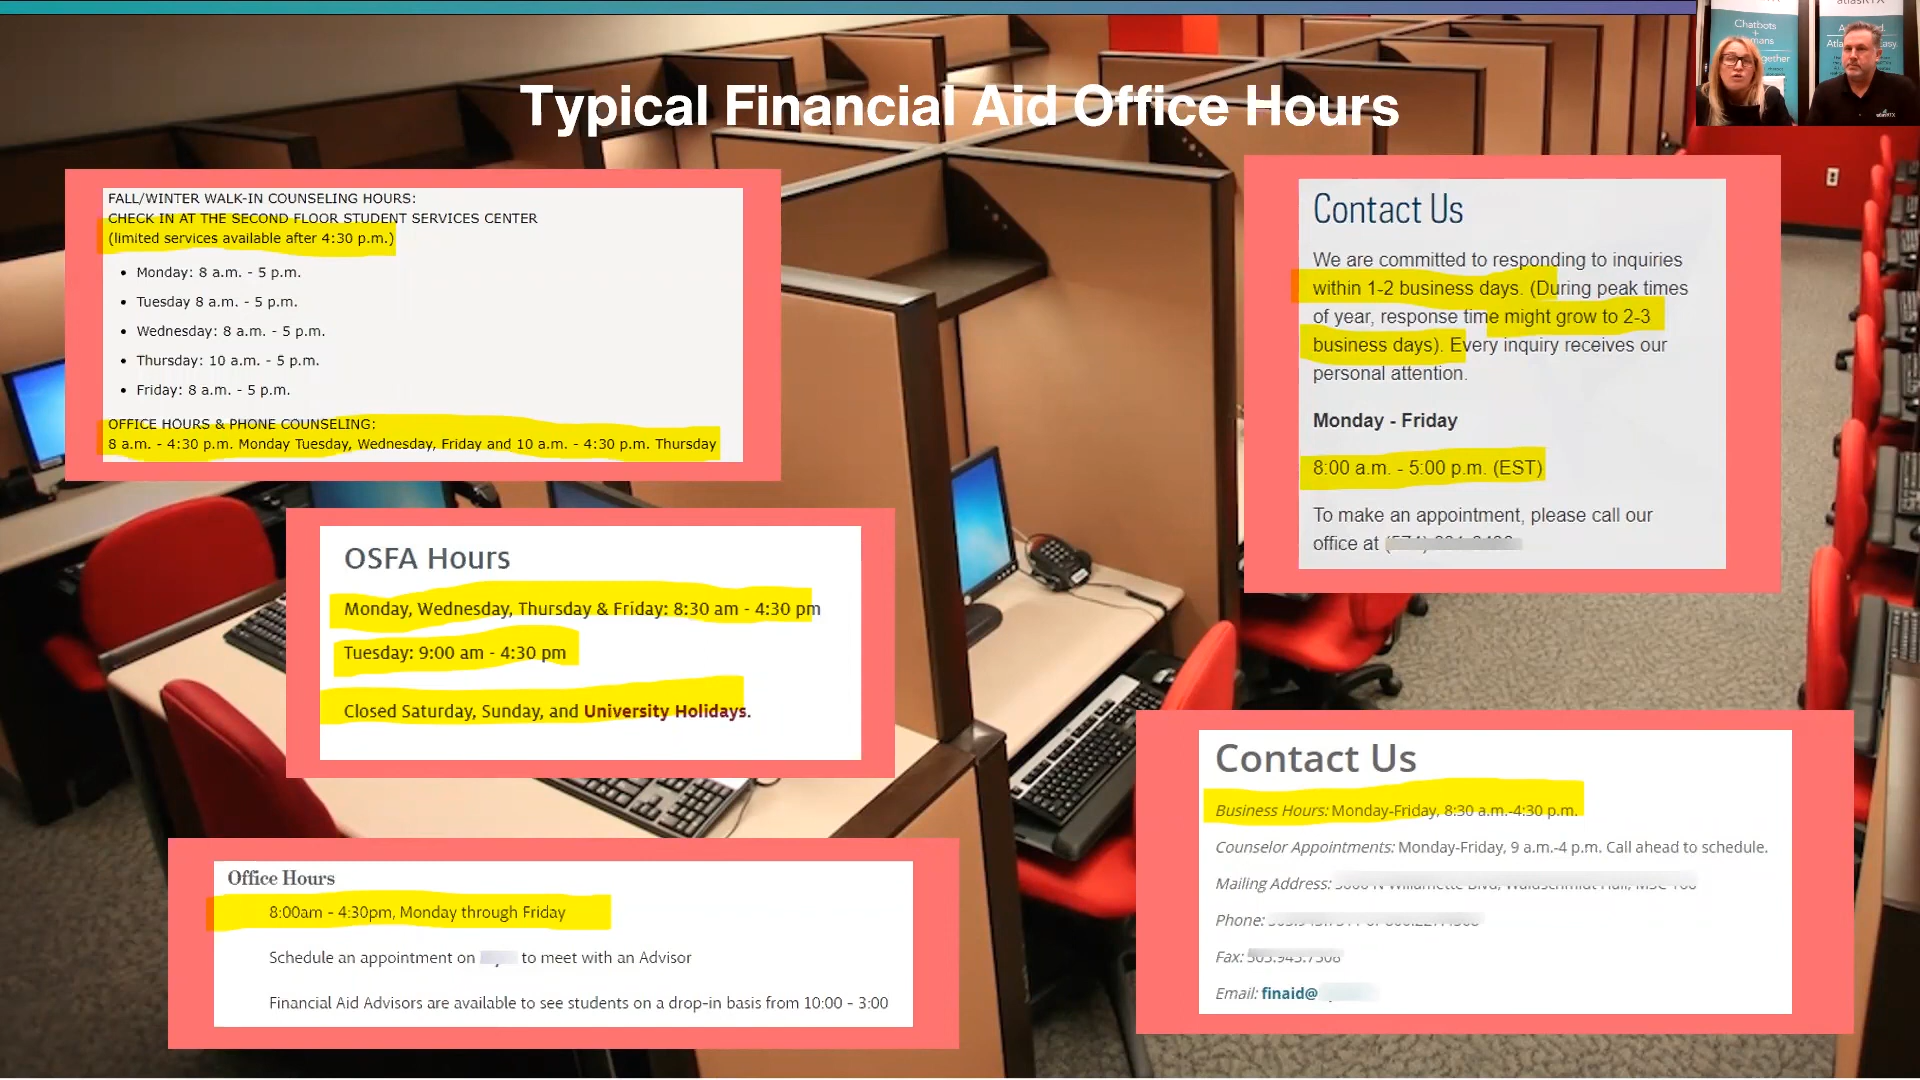 Typical Financial Aid Office Hours
FALL/WINTER WALK-IN COUNSELING HOURS:
CHECK IN AT THE SECOND FLOOR STUDENT SERVICES CENTER
(limited services available after 4:30 p.m.)
• Monday: 8 a.m. - 5 p.m.
• Tuesday 8 a.m. - 5 p.m.
• Wednesday: 8 a.m. - 5 p.m.
• Thursday: 10 a.m. - 5 p.m.
• Friday: 8 a.m. - 5 p.m.
OFFICE HOURS & PHONE COUNSELING:
8 a.m. - 4:30 p.m. Monday Tuesday, Wednesday, Friday and 10 a.m. - 4:30 p.m. Thursday
OSFA Hours
Monday, Wednesday, Thursday & Friday: 8:30 am - 4:30 pm
Tuesday: 9:00 am - 4:30 pm
Closed Saturday, Sunday, and University Holidays.
Office Hours
8:00am - 4:30pm, Monday through Friday
Schedule an appointment on to meet with an Advisor
Financial Aid Advisors are available to see students on a drop-in basis from 10:00 - 3:00
Contact Us
We are committed to responding to inquiries
within 1-2 business days. (During peak times
of year, response time might grow to 2-3
business days). Every inquiry receives our
personal attention.
Monday - Friday
8:00 a.m. - 5:00 p.m. (EST)
To make an appointment, please call our
office at
Contact Us
Business Hours: Monday-Friday, 8:30 a.m.-4:30 p.m.
Counselor Appointments: Monday-Friday, 9 a.m.-4 p.m. Call ahead to schedule.
Mailing Address:
Phone:
Fax:
Email: finaid@
Chatbots
+